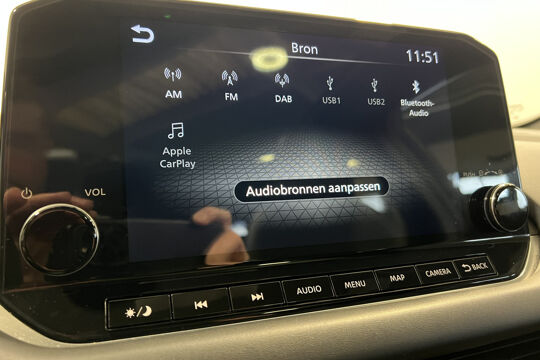 Bron
11:51
AM
FM
DAB
USB1
USB2
Bluetooth-
Audio
Apple
CarPlay
Audiobronnen aanpassen
VOL
AUDIO
MENU
MAP
CAMERA
BACK